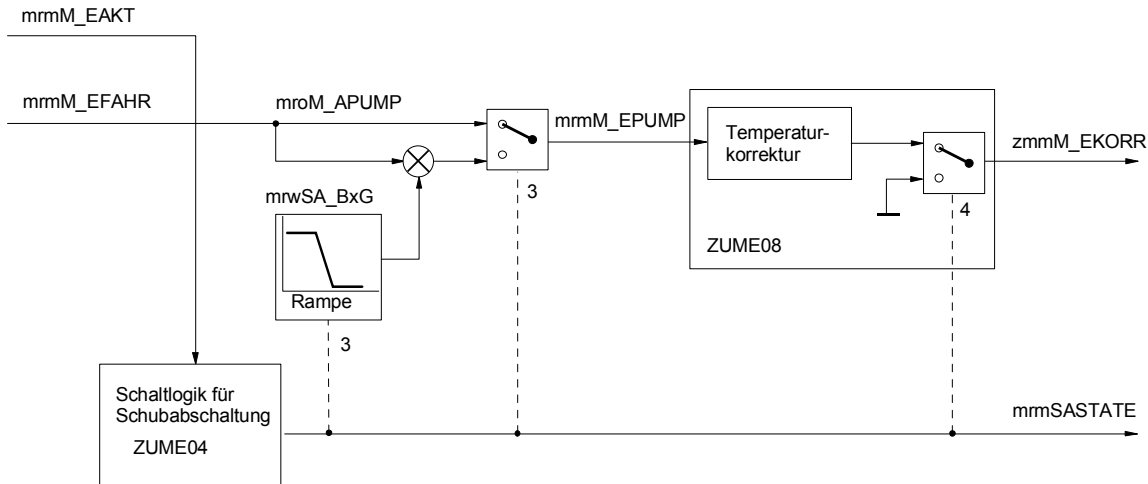 mrmM_EAKT
mrmM_EFAHR
mroM_APUMP
mrmM_EPUMP
Temperatur-
korrektur
zmmM_EKORR
3
4
ZUME08
mrwSA_BxG
Rampe
3
Schaltlogik für
Schubabschaltung
ZUME04
mrmSASTATE